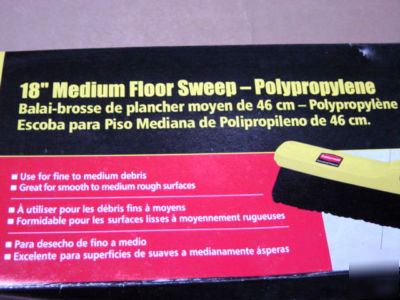 18" Medium Floor Sweep – Polypropylene
Balai-brosse de plancher moyen de 46 cm – Polypropylène
Escoba para Piso Mediana de Polipropileno de 46 cm.
■ Use for fine to medium debris
■ Great for smooth to medium rough surfaces
■ À utiliser pour les débris fins à moyens
■ Formidable pour les surfaces lisses à moyennement rugueuses
■ Para desecho de fino a medio
■ Excelente para superficies de suaves a medianamente ásperas